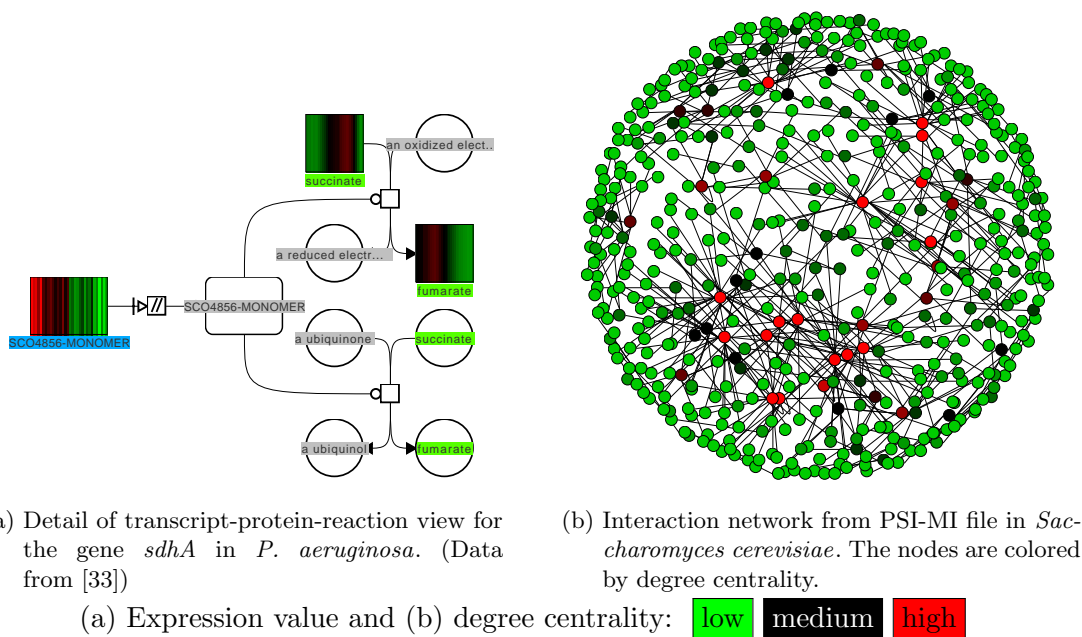 an oxidized elect..
succinate
a reduced electr...
fumarate
SCO4856-MONOMER
SCO4856-MONOMER
a ubiquinone
succinate
a ubiquinol
fumarate
a) Detail of transcript-protein-reaction view for
the gene sdhA in P. aeruginosa. (Data
from [33])
(b) Interaction network from PSI-MI file in Sac-
charomyces cerevisiae. The nodes are colored
by degree centrality.
(a) Expression value and (b) degree centrality: low medium high